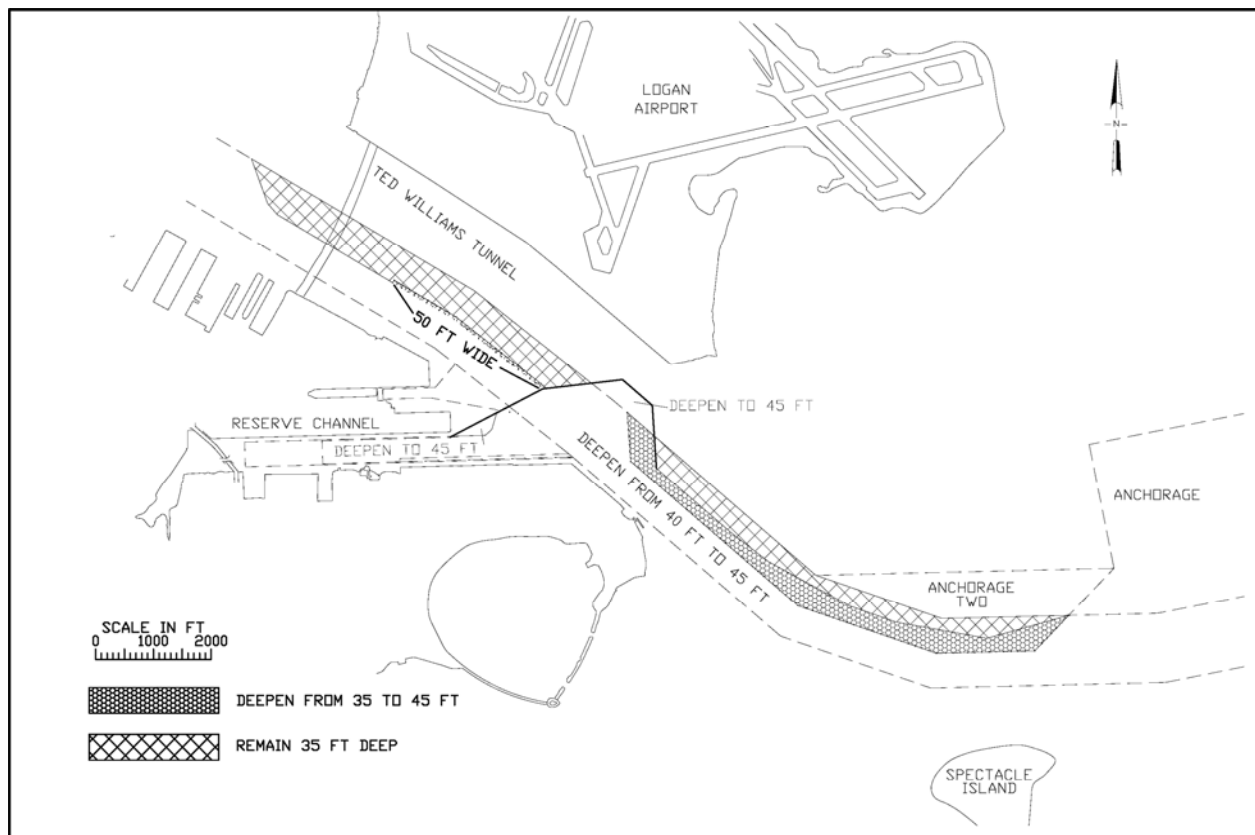 LOGAN
AIRPORT
-N-
TED WILLIAMS TUNNEL
50 FT WIDE
DEEPEN TO 45 FT
RESERVE CHANNEL
DEEPEN TO 45 FT
DEEPEN FROM 40 FT TO 45 FT
ANCHORAGE
ANCHORAGE
TWO
SCALE IN FT
0 1000 2000
DEEPEN FROM 35 TO 45 FT
REMAIN 35 FT DEEP
SPECTACLE
ISLAND